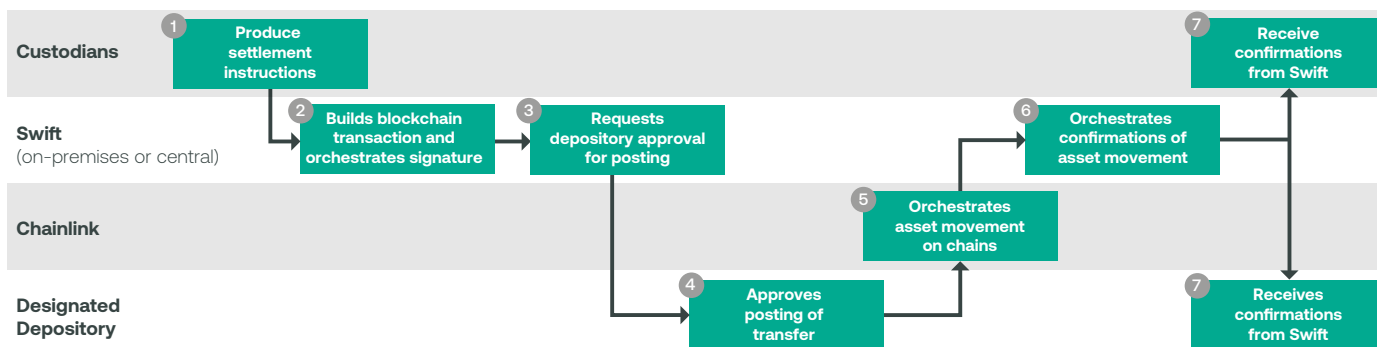 Custodians
1
Produce
settlement
instructions
7
Receive
confirmations
from Swift
Swift
(on-premises or central)
2
Builds blockchain
transaction and
orchestrates signature
3
Requests
depository approval
for posting
6
Orchestrates
confirmations of
asset movement
Chainlink
5
Orchestrates
asset movement
on chains
Designated
Depository
4
Approves
posting of
transfer
7
Receives
confirmations
from Swift